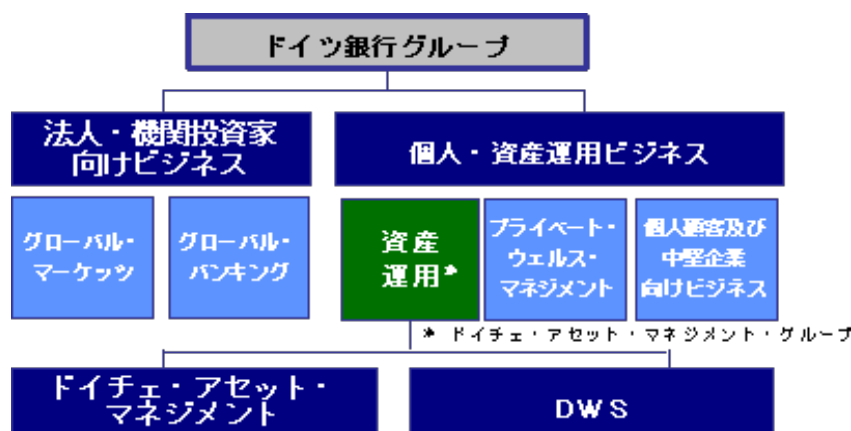 ドイツ銀行グループ
法人・機関投資家
向けビジネス
個人・資産運用ビジネス
グローバル・
マーケッツ
グローバル・
バンキング
資産
運用*
プライベート・
ウェルス・
マネジメント
個人顧客及び
中堅企業
向けビジネス
* ドイチェ・アセット・マネジメント・グループ
ドイチェ・アセット・
マネジメント
DWS